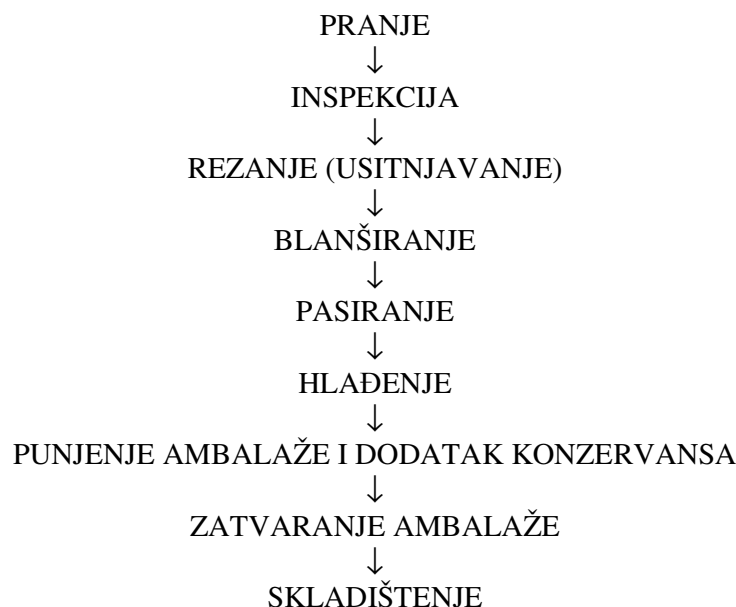 PRANJE
↓
INSPEKCIJA
↓
REZANJE (USITNJAVANJE)
↓
BLANŠIRANJE
↓
PASIRANJE
↓
HLAĐENJE
↓
PUNJENJE AMBALAŽE I DODATAK KONZERVANSA
↓
ZATVARANJE AMBALAŽE
↓
SKLADIŠTENJE